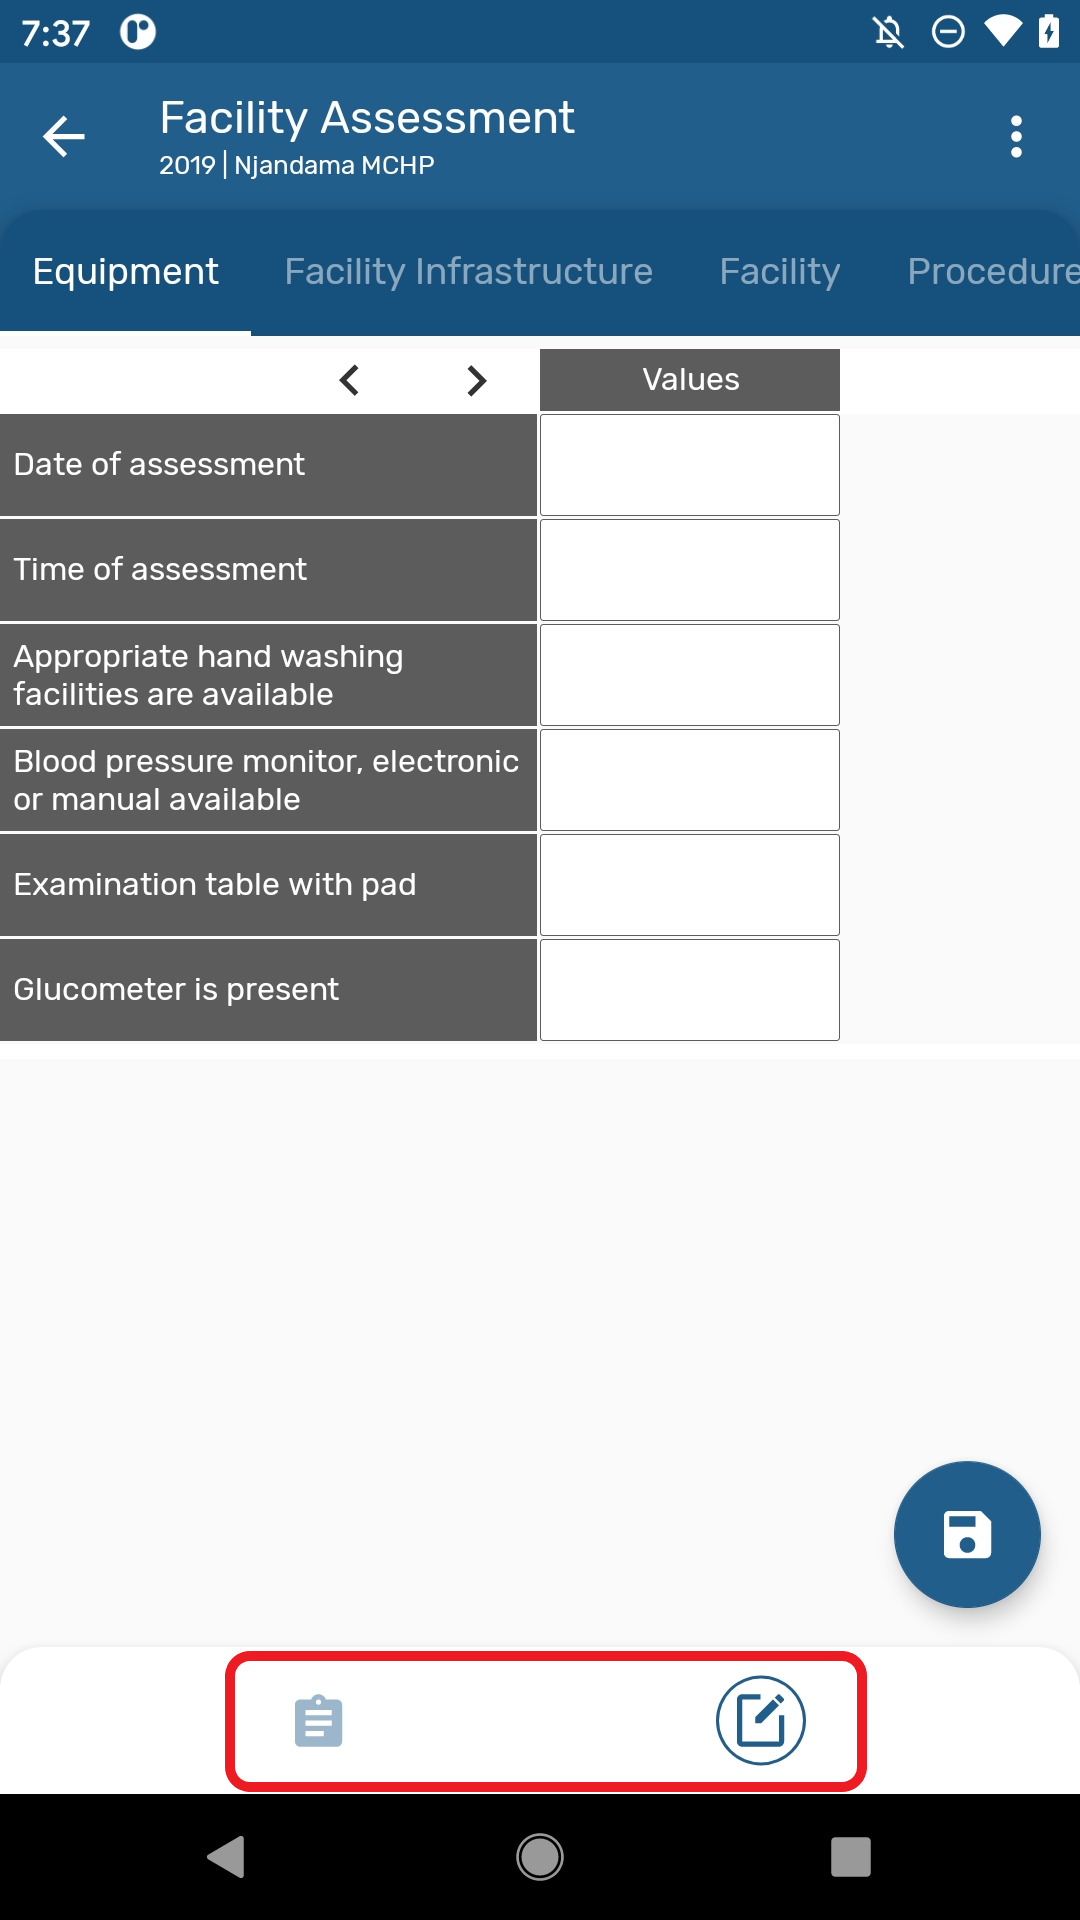 7:37
Facility Assessment
2019 | Njandama MCHP
Equipment Facility Infrastructure Facility Procedure
Values
Date of assessment
Time of assessment
Appropriate hand washing
facilities are available
Blood pressure monitor, electronic
or manual available
Examination table with pad
Glucometer is present